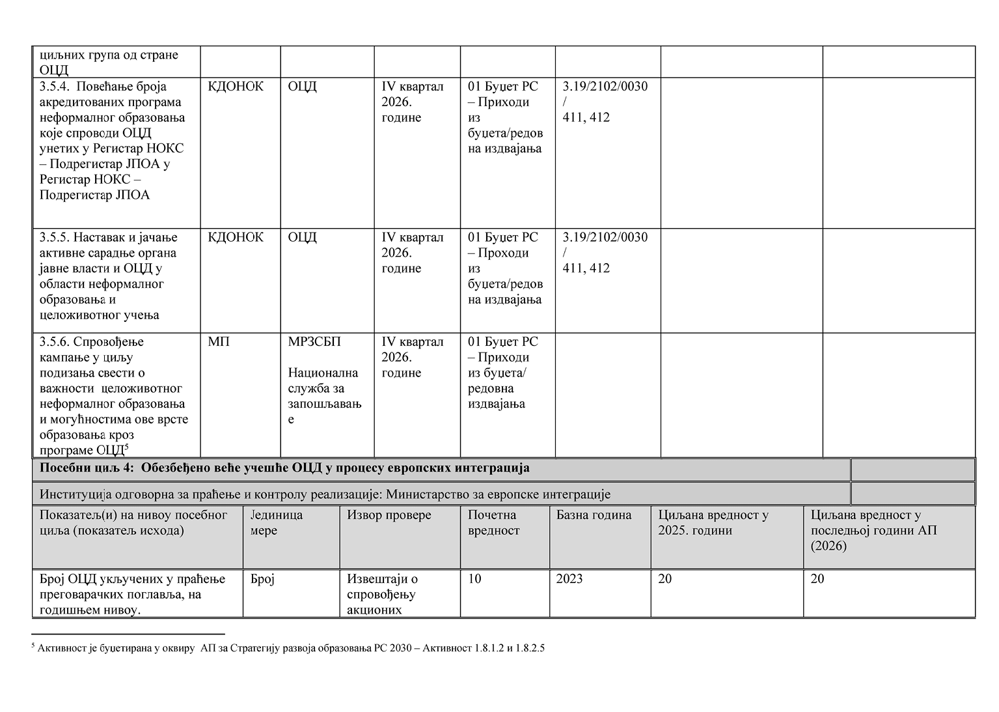 циљних група од стране
ОЦД
3.5.4.  Повећање броја
акредитованих програма
неформалног образовања
које спроводи ОЦД
унетих у Регистар НОКС
– Подрегистар ЈПОА у
Регистар НОКС –
Подрегистар ЈПОА
КДОНОК
ОЦД
IV квартал
2026.
године
01 Буџет РС
– Приходи
из
буџета/редов
на издвајања
3.19/2102/0030
/
411, 412
3.5.5. Наставак и јачање
активне сарадње органа
јавне власти и ОЦД у
области неформалног
образовања и
целоживотног учења
КДОНОК
ОЦД
IV квартал
2026.
године
01 Буџет РС
– Проходи
из
буџета/редов
на издвајања
3.19/2102/0030
/
411, 412
3.5.6. Спровођење
кампање у циљу
подизања свести о
важности  целоживотног
неформалног образовања
и могућностима ове врсте
образовања кроз
програме ОЦД⁵
МП
МРЗСБП
Национална
служба за
запошљавањ
е
IV квартал
2026.
године
01 Буџет РС
– Приходи
из буџета/
редовна
издвајања
Посебни циљ 4:  Обезбеђено веће учешће ОЦД у процесу европских интеграција
Институција одговорна за праћење и контролу реализације: Министарство за европске интеграције
Показатељ(и) на нивоу посебног
циља (показатељ исхода)
Јединица
мере
Извор провере
Почетна
вредност
Базна година
Циљана вредност у
2025. години
Циљана вредност у
последњој години АП
(2026)
Број ОЦД укључених у праћење
преговарачких поглавља, на
годишњем нивоу.
Број
Извештаји о
спровођењу
акционих
10
2023
20
20
⁵ Активност је буџетирана у оквиру  АП за Стратегију развоја образовања РС 2030 – Активност 1.8.1.2 и 1.8.2.5